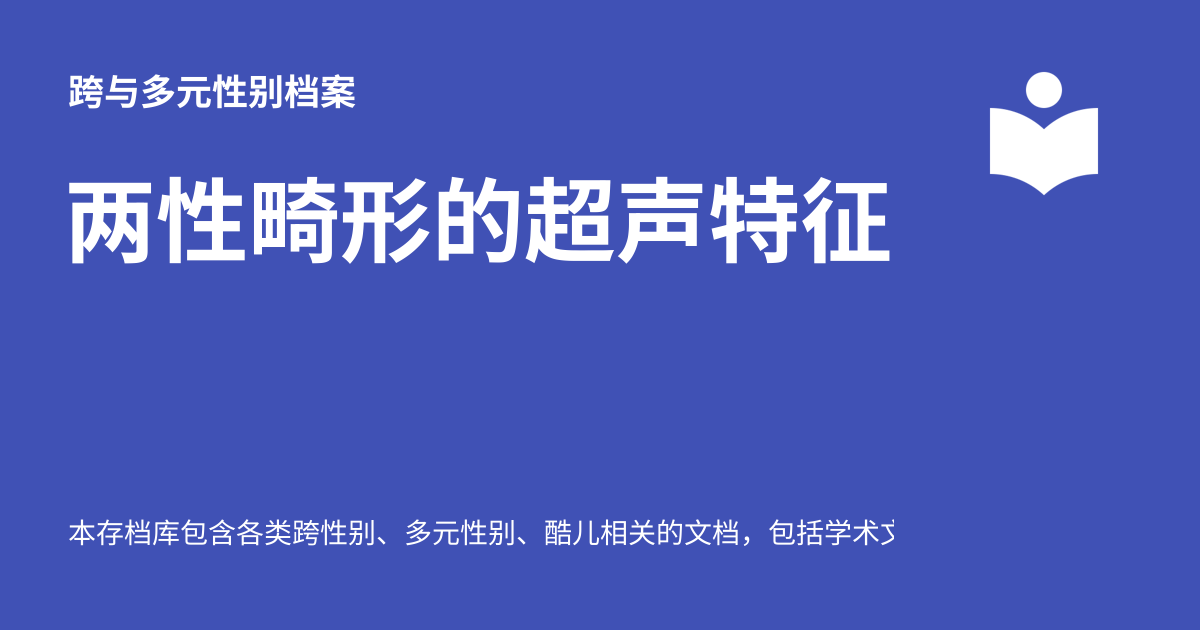 跨与多元性别档案
两性畸形的超声特征
本存档库包含各类跨性别、多元性别、酷儿相关的文档，包括学术